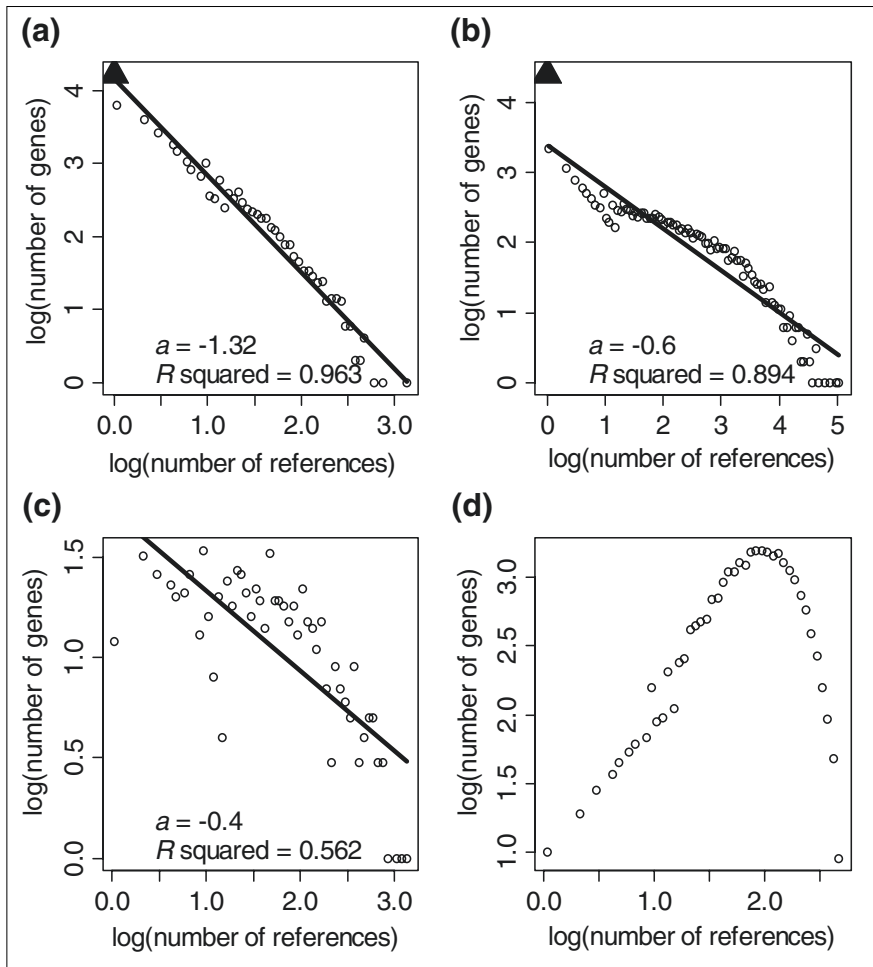 (a)
log(number of genes)
4
3
2
1
0
a = -1.32
R squared = 0.963
0.0 1.0 2.0 3.0
log(number of references)
(b)
log(number of genes)
4
3
2
1
0
a = -0.6
R squared = 0.894
0 1 2 3 4 5
log(number of references)
(c)
log(number of genes)
1.5
1.0
0.5
0.0
a = -0.4
R squared = 0.562
0.0 1.0 2.0 3.0
log(number of references)
(d)
log(number of genes)
3.0
2.5
2.0
1.5
1.0
0.0 1.0 2.0
log(number of references)